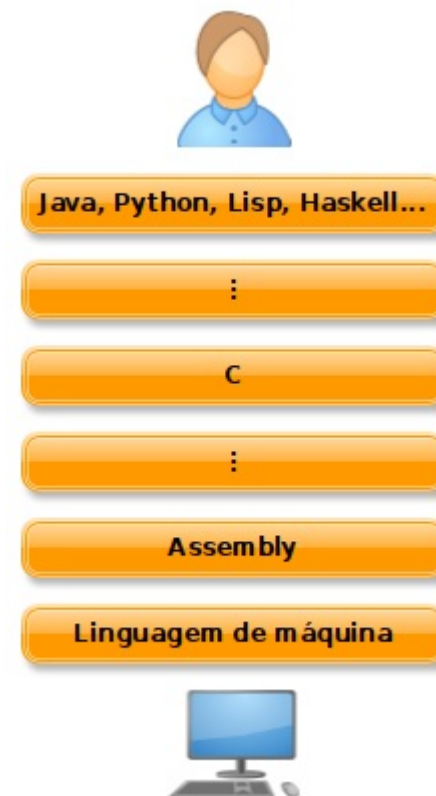 Java, Python, Lisp, Haskell...
⋮
C
⋮
Assembly
Linguagem de máquina